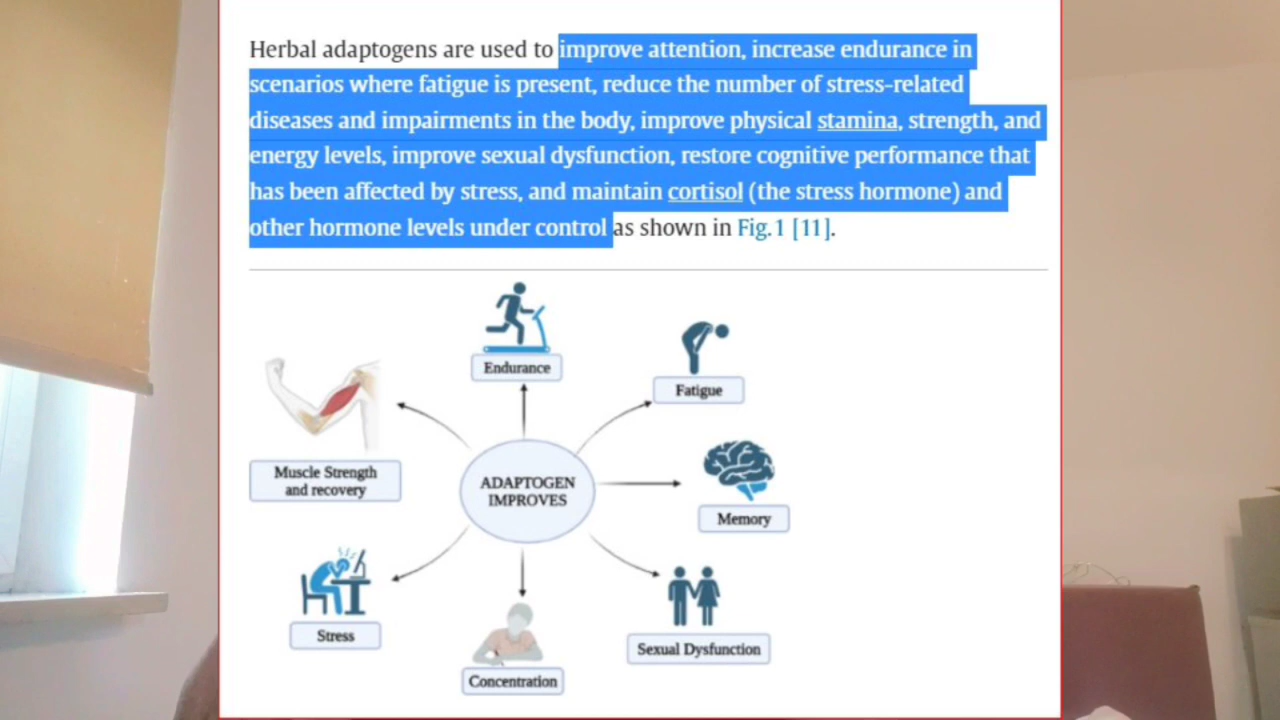 Herbal adaptogens are used to improve attention, increase endurance in
scenarios where fatigue is present, reduce the number of stress-related
diseases and impairments in the body, improve physical stamina, strength, and
energy levels, improve sexual dysfunction, restore cognitive performance that
has been affected by stress, and maintain cortisol (the stress hormone) and
other hormone levels under control as shown in Fig.1 [11].
Endurance
Fatigue
Muscle Strength
and recovery
ADAPTOGEN
IMPROVES
Memory
Stress
Sexual Dysfunction
Concentration